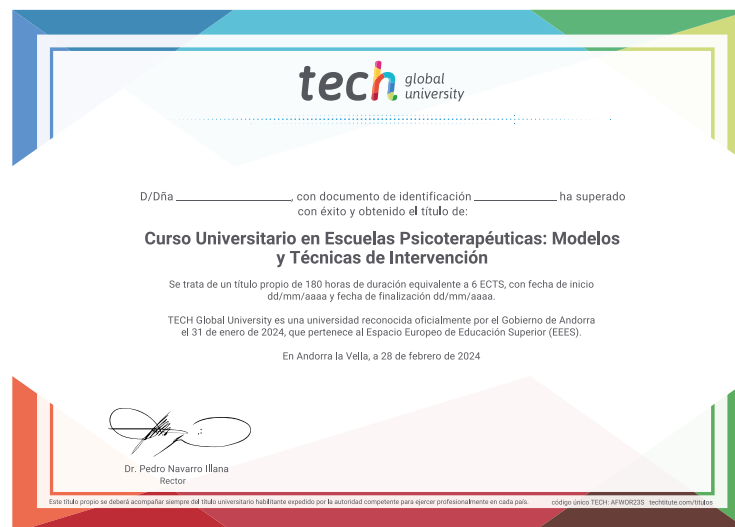 tech global university
D/Dña ______________, con documento de identificación __________ ha superado
con éxito y obtenido el título de:
Curso Universitario en Escuelas Psicoterapéuticas: Modelos
y Técnicas de Intervención
Se trata de un título propio de 180 horas de duración equivalente a 6 ECTS, con fecha de inicio
dd/mm/aaaa y fecha de finalización dd/mm/aaaa.
TECH Global University es una universidad reconocida oficialmente por el Gobierno de Andorra
el 31 de enero de 2024, que pertenece al Espacio Europeo de Educación Superior (EEES).
En Andorra la Vella, a 28 de febrero de 2024
Dr. Pedro Navarro Illana
Rector
Este título propio se deberá acompañar siempre del título universitario habilitante expedido por la autoridad competente para ejercer profesionalmente en cada país. código único TECH: AFWOR23S techtitute.com/titulos